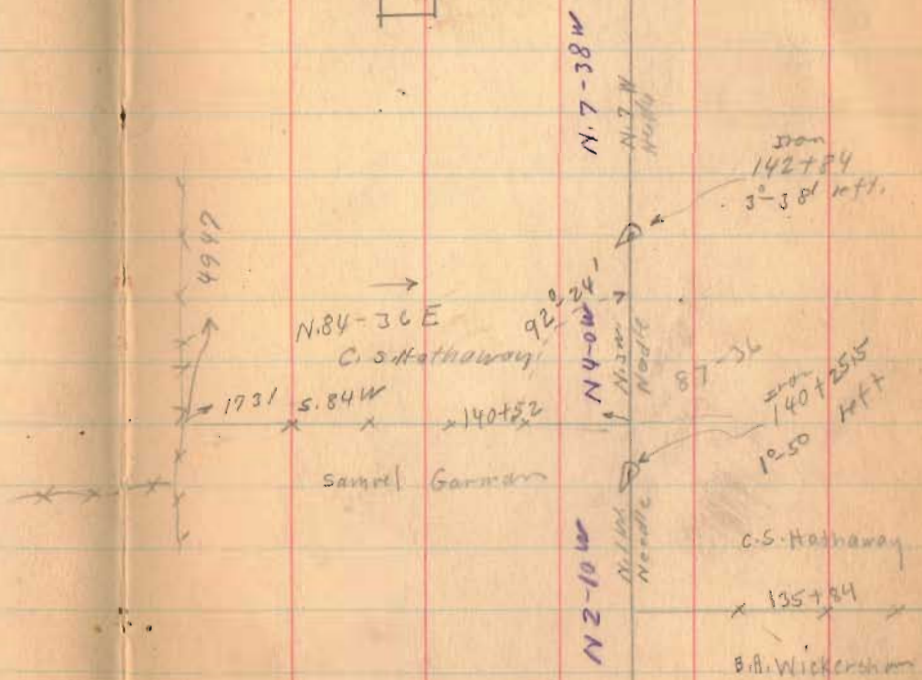 N.7-38W
N.7W
Needle
Iron
142+84
3°-38' left.
4947
92°-24-
N.84-36 E
C. S. Hathaway
N4-0W
N.3W
Needle
87-36
Iron
140+25.5
1°-50 left
1731 S.84W
140+52
Samuel Garman
N2-10W
N.1W.
Needle
C.S. Hathaway
135+84
B.A. Wickersham